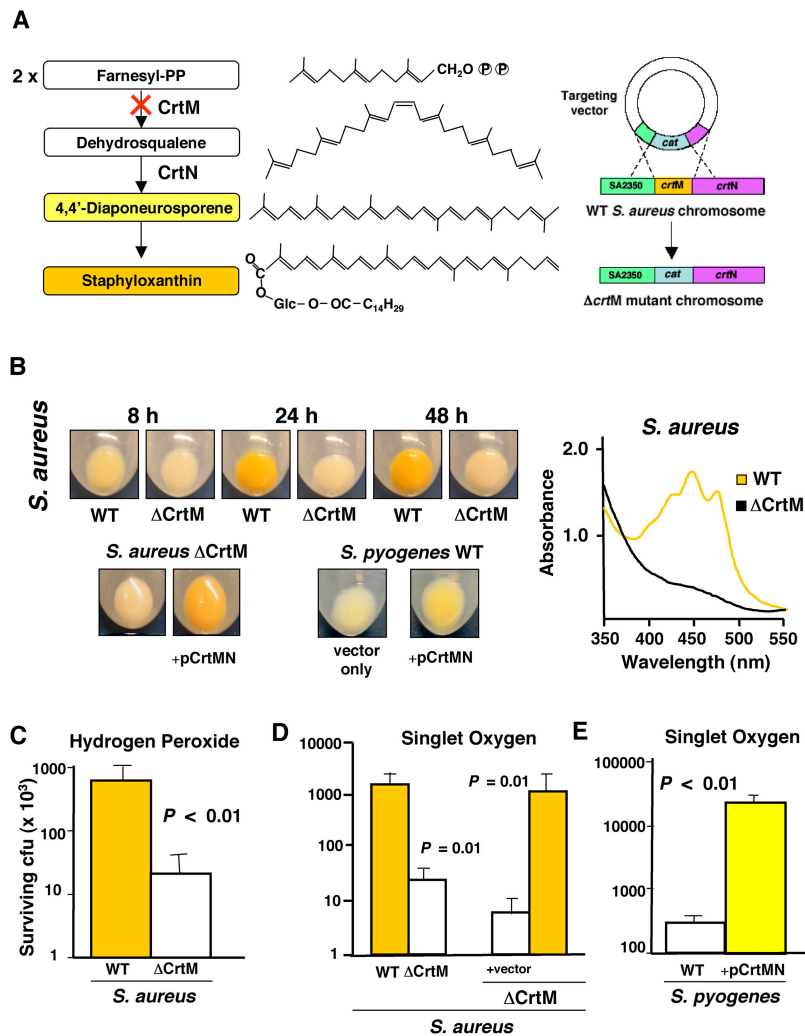 A
2 x
Farnesyl-PP
CrtM
Dehydrosqualene
CrtN
4,4'-Diaponeurosporene
Staphyloxanthin
CH2O P P
O
C
O
Glc– O – OC– C14H29
Targeting
vector
cat
SA2350 crtM crtN
WT S. aureus chromosome
SA2350 cat crtN
ΔcrtM mutant chromosome
B
S. aureus
8 h 24 h 48 h
WT ΔCrtM WT ΔCrtM WT ΔCrtM
S. aureus ΔCrtM
+pCrtMN
S. pyogenes WT
vector
only
+pCrtMN
S. aureus
WT
ΔCrtM
Absorbance
2.0
1.0
350 400 450 500 550
Wavelength (nm)
C
Hydrogen Peroxide
Surviving cfu (x 10³)
1000
100
10
1
P < 0.01
WT ΔCrtM
S. aureus
D
Singlet Oxygen
10000
1000
100
10
1
P = 0.01
P = 0.01
WT ΔCrtM
+vector
ΔCrtM
S. aureus
E
Singlet Oxygen
100000
10000
1000
100
P < 0.01
WT +pCrtMN
S. pyogenes